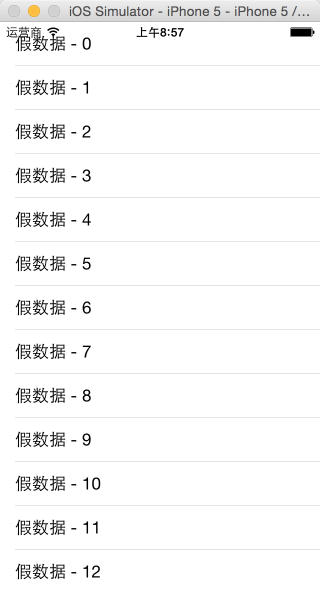 iOS Simulator - iPhone 5 - iPhone 5 /...
运营商 上午8:57
假数据 - 0
假数据 - 1
假数据 - 2
假数据 - 3
假数据 - 4
假数据 - 5
假数据 - 6
假数据 - 7
假数据 - 8
假数据 - 9
假数据 - 10
假数据 - 11
假数据 - 12